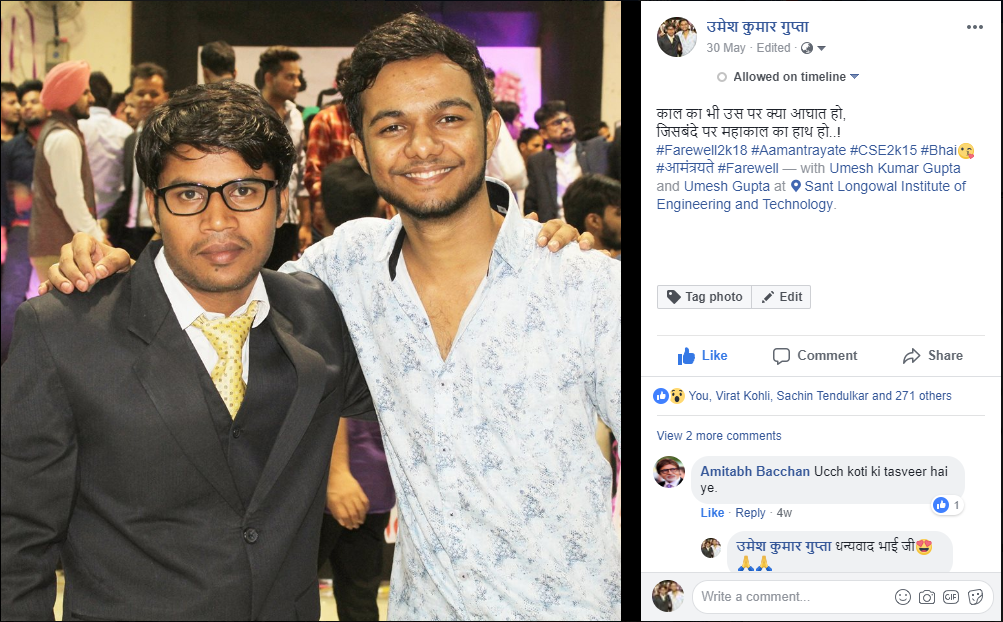 उमेश कुमार गुप्ता
30 May · Edited ·
Allowed on timeline
काल का भी उस पर क्या आघात हो,
जिसबंदे पर महाकाल का हाथ हो..!
#Farewell2k18 #Aamantrayate #CSE2k15 #Bhai😘
#आमंत्रयते #Farewell — with Umesh Kumar Gupta
and Umesh Gupta at Sant Longowal Institute of
Engineering and Technology.
Tag photo Edit
Like Comment Share
You, Virat Kohli, Sachin Tendulkar and 271 others
View 2 more comments
Amitabh Bacchan Ucch koti ki tasveer hai
ye.
Like · Reply · 4w 1
उमेश कुमार गुप्ता धन्यवाद भाई जी😍
🙏🙏
Write a comment...
GIF